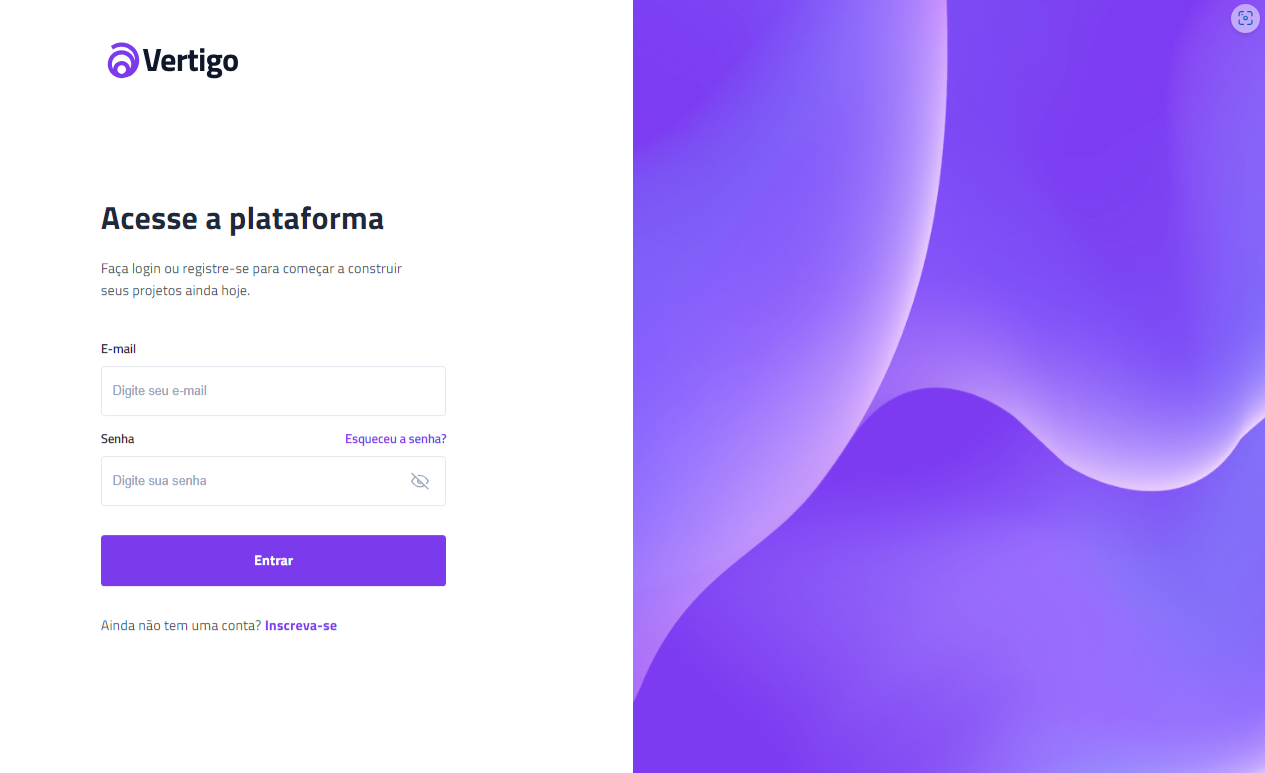 Vertigo
Acesse a plataforma
Faça login ou registre-se para começar a construir
seus projetos ainda hoje.
E-mail
Digite seu e-mail
Senha Esqueceu a senha?
Digite sua senha
Entrar
Ainda não tem uma conta? Inscreva-se